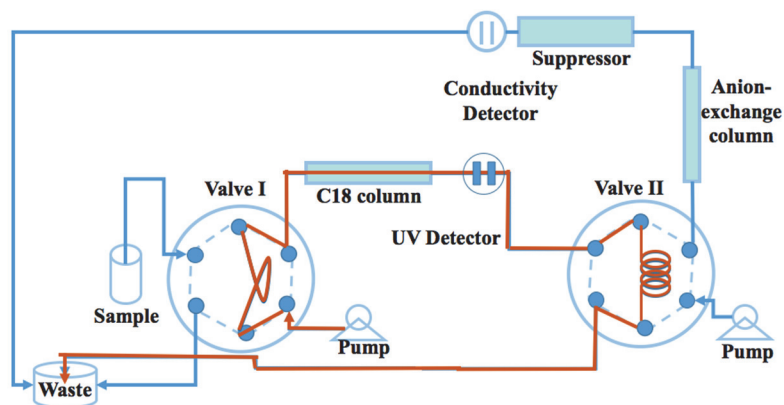 Suppressor
Conductivity
Detector
Anion-
exchange
column
Valve I
C18 column
Valve II
UV Detector
Sample
Pump
Pump
Waste